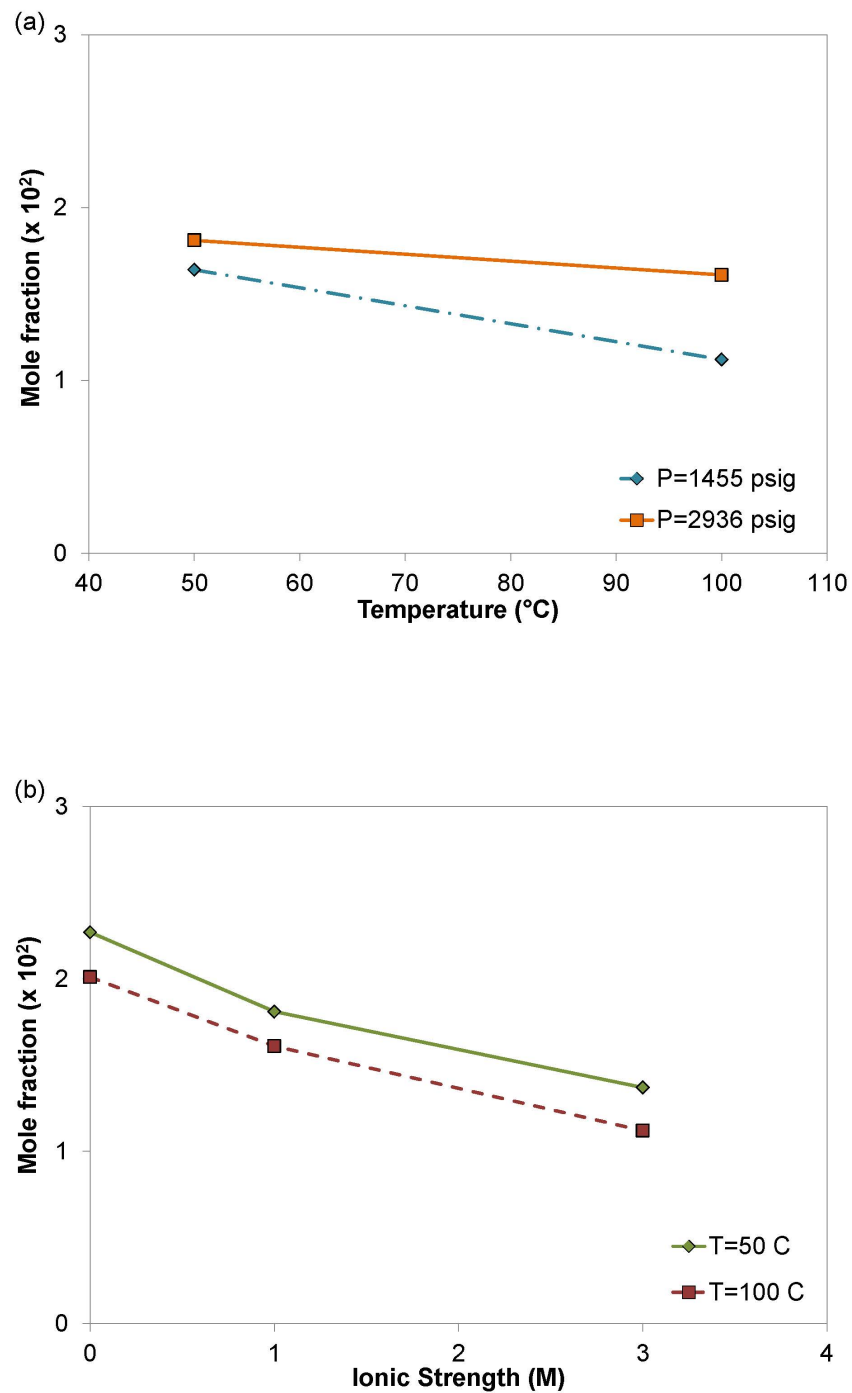 (a)
3
2
1
0
Mole fraction (x 10²)
40 50 60 70 80 90 100 110
Temperature (°C)
P=1455 psig
P=2936 psig
(b)
3
2
1
0
Mole fraction (x 10²)
0 1 2 3 4
Ionic Strength (M)
T=50 C
T=100 C